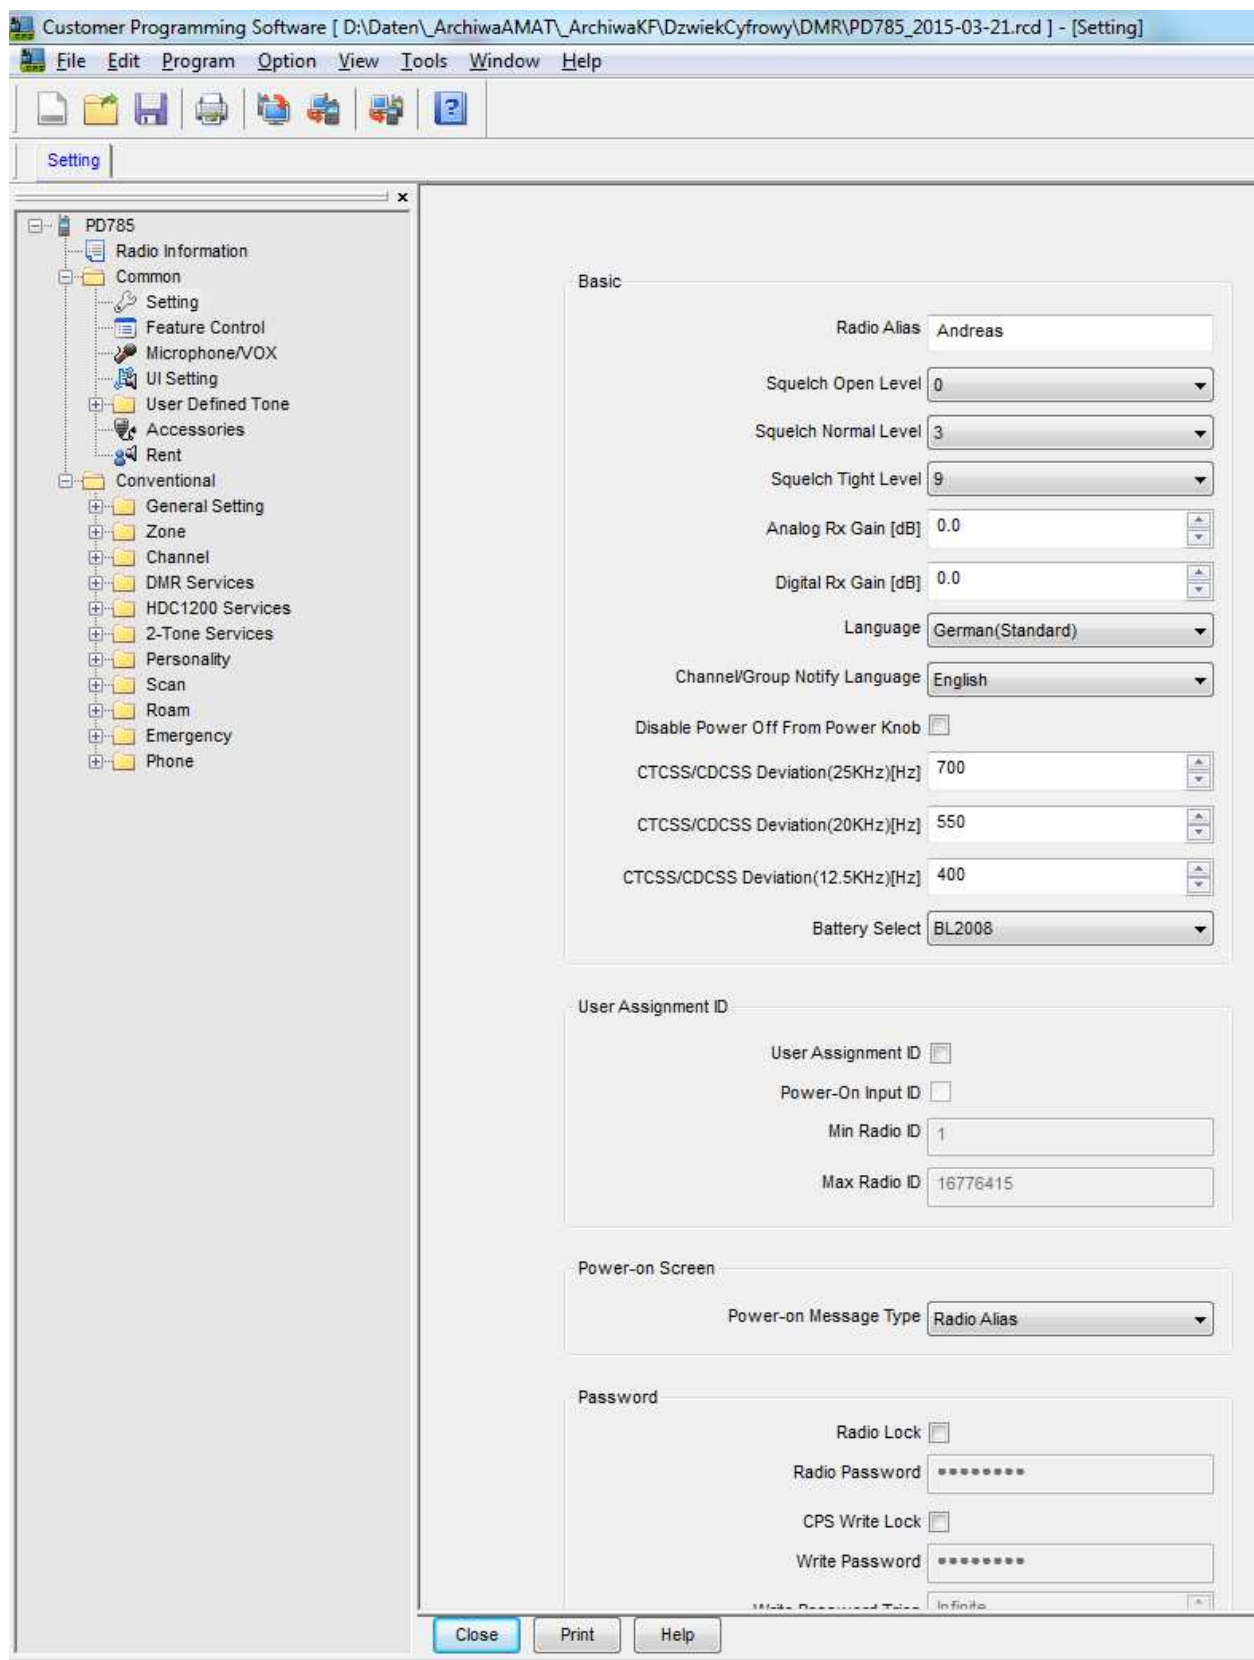 Customer Programming Software [ D:\Daten\_ArchiwaAMAT\_ArchiwaKF\DzwiekCyfrowy\DMR\PD785_2015-03-21.rcd ] - [Setting]
File Edit Program Option View Tools Window Help
Setting
x
PD785
Radio Information
Common
Setting
Feature Control
Microphone/VOX
UI Setting
User Defined Tone
Accessories
Rent
Conventional
General Setting
Zone
Channel
DMR Services
HDC1200 Services
2-Tone Services
Personality
Scan
Roam
Emergency
Phone
Basic
Radio Alias Andreas
Squelch Open Level 0
Squelch Normal Level 3
Squelch Tight Level 9
Analog Rx Gain [dB] 0.0
Digital Rx Gain [dB] 0.0
Language German(Standard)
Channel/Group Notify Language English
Disable Power Off From Power Knob
CTCSS/CDCSS Deviation(25KHz)[Hz] 700
CTCSS/CDCSS Deviation(20KHz)[Hz] 550
CTCSS/CDCSS Deviation(12.5KHz)[Hz] 400
Battery Select BL2008
User Assignment ID
User Assignment ID
Power-On Input ID
Min Radio ID 1
Max Radio ID 16776415
Power-on Screen
Power-on Message Type Radio Alias
Password
Radio Lock
Radio Password ••••••••
CPS Write Lock
Write Password ••••••••
Write Password Tries Infinite
Close Print Help